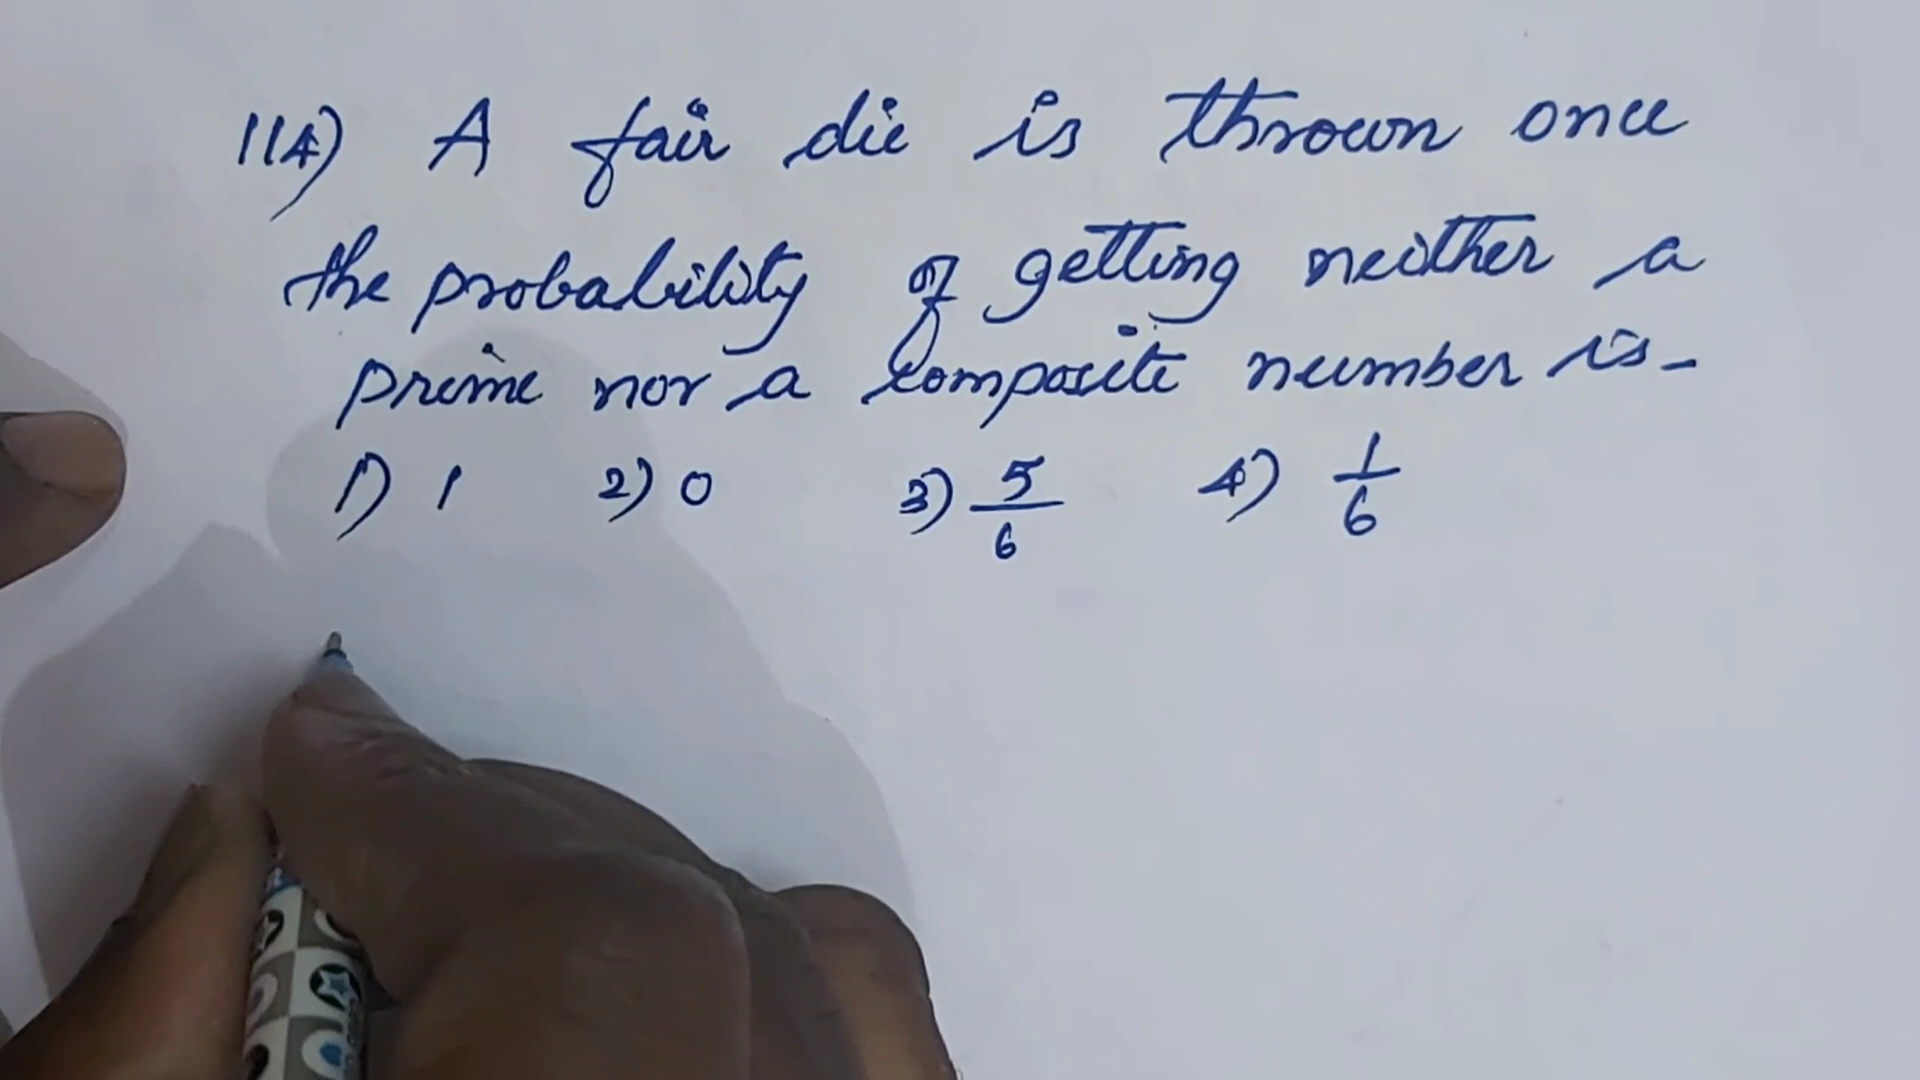 114) A fair die is thrown once
the probability of getting neither a
prime nor a composite number is-
1) 1 2) 0 3) 5/6 4) 1/6